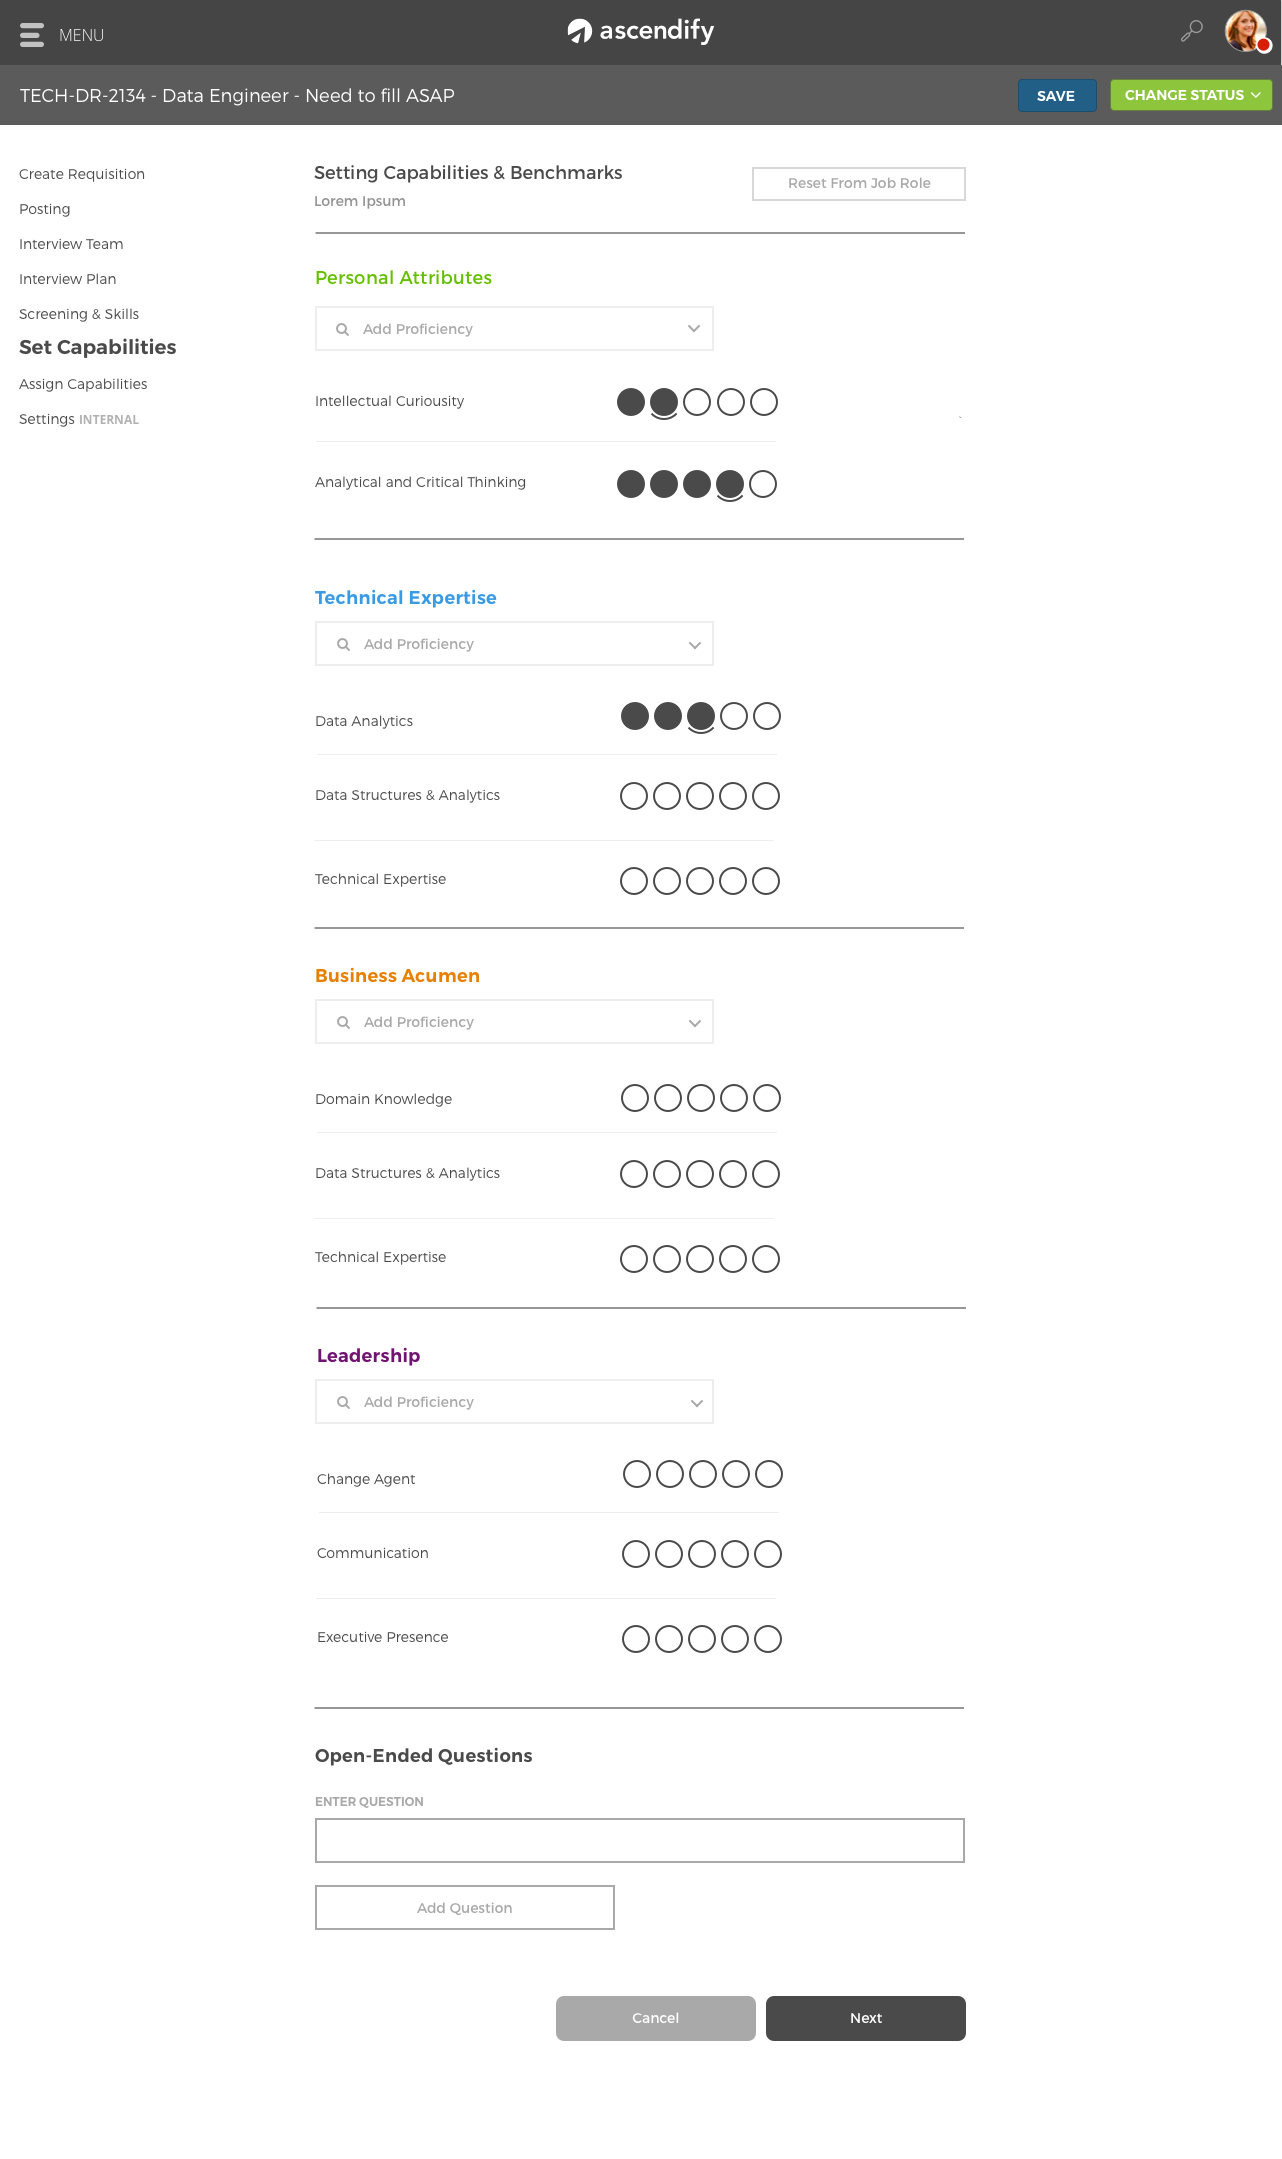 MENU
ascendify
TECH-DR-2134 - Data Engineer - Need to fill ASAP
SAVE
CHANGE STATUS
Create Requisition
Posting
Interview Team
Interview Plan
Screening & Skills
Set Capabilities
Assign Capabilities
Settings INTERNAL
Setting Capabilities & Benchmarks
Lorem Ipsum
Reset From Job Role
Personal Attributes
Add Proficiency
Intellectual Curiousity
Analytical and Critical Thinking
Technical Expertise
Add Proficiency
Data Analytics
Data Structures & Analytics
Technical Expertise
Business Acumen
Add Proficiency
Domain Knowledge
Data Structures & Analytics
Technical Expertise
Leadership
Add Proficiency
Change Agent
Communication
Executive Presence
Open-Ended Questions
ENTER QUESTION
Add Question
Cancel
Next